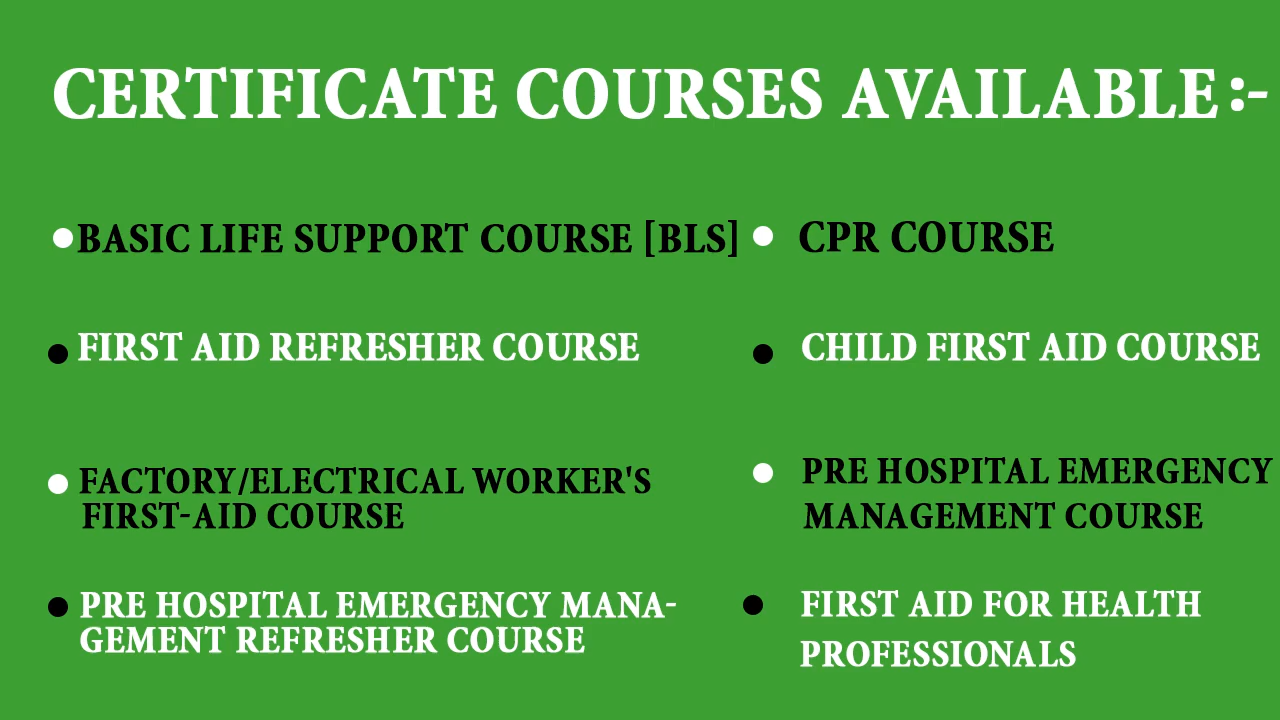 CERTIFICATE COURSES AVAILABLE:-
BASIC LIFE SUPPORT COURSE [BLS]
CPR COURSE
FIRST AID REFRESHER COURSE
CHILD FIRST AID COURSE
FACTORY/ELECTRICAL WORKER'S
FIRST-AID COURSE
PRE HOSPITAL EMERGENCY
MANAGEMENT COURSE
PRE HOSPITAL EMERGENCY MANA-
GEMENT REFRESHER COURSE
FIRST AID FOR HEALTH
PROFESSIONALS